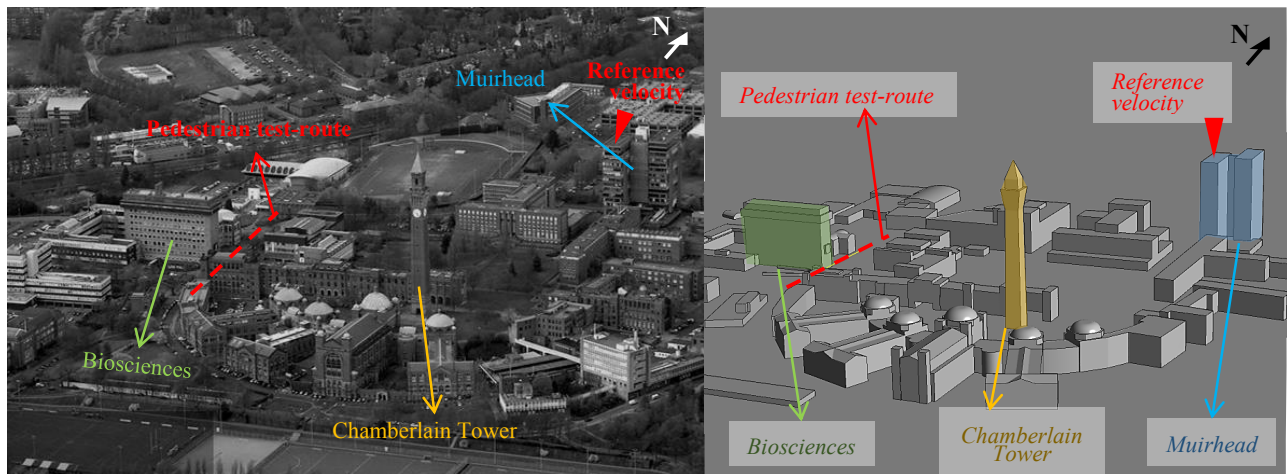 N
Muirhead
Reference
velocity
Pedestrian test-route
Biosciences
Chamberlain Tower
N
Pedestrian test-route
Reference
velocity
Biosciences
Chamberlain
Tower
Muirhead